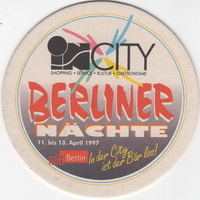 in CITY
SHOPPING • SERVICE • KULTUR • GASTRONOMIE
BERLINER
NÄCHTE
11. bis 13. April 1997
Berlin
In der City
ist der Bär los!